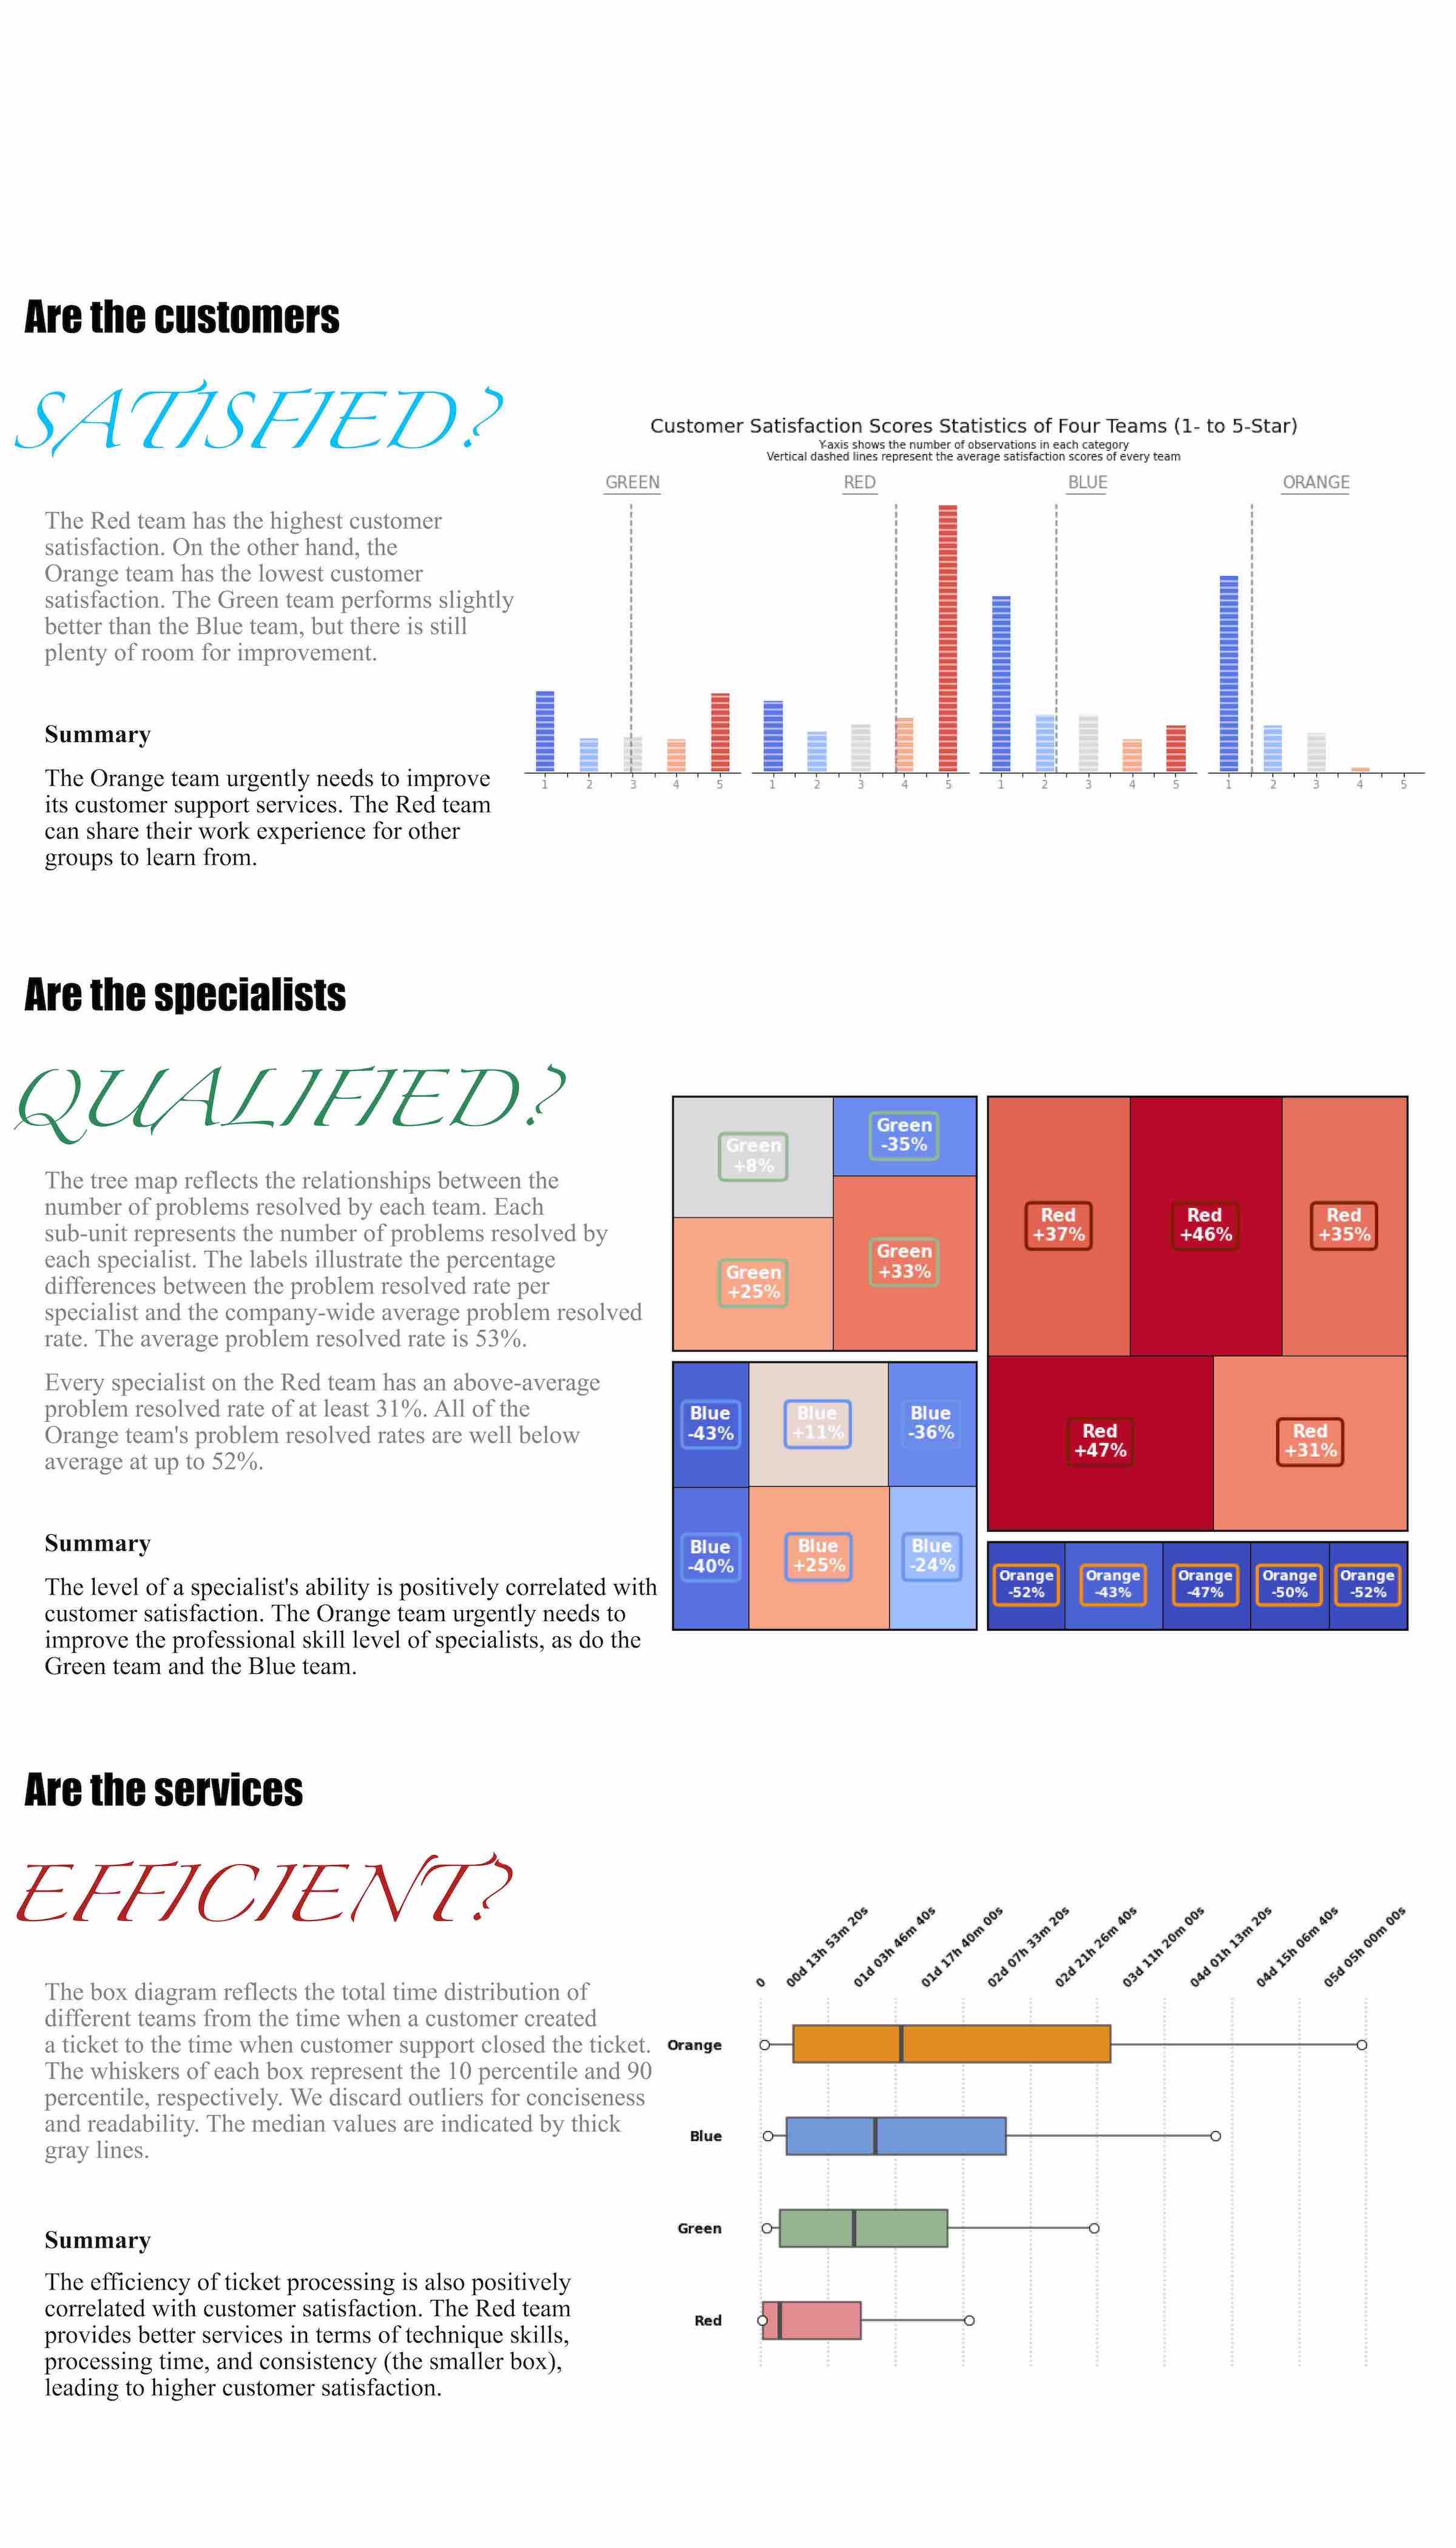 Are the customers
SATISFIED?
The Red team has the highest customer
satisfaction. On the other hand, the
Orange team has the lowest customer
satisfaction. The Green team performs slightly
better than the Blue team, but there is still
plenty of room for improvement.
Summary
The Orange team urgently needs to improve
its customer support services. The Red team
can share their work experience for other
groups to learn from.
Customer Satisfaction Scores Statistics of Four Teams (1- to 5-Star)
Y-axis shows the number of observations in each category
Vertical dashed lines represent the average satisfaction scores of every team
GREEN RED BLUE ORANGE
1 2 3 4 5 1 2 3 4 5 1 2 3 4 5 1 2 3 4 5
Are the specialists
QUALIFIED?
The tree map reflects the relationships between the
number of problems resolved by each team. Each
sub-unit represents the number of problems resolved by
each specialist. The labels illustrate the percentage
differences between the problem resolved rate per
specialist and the company-wide average problem resolved
rate. The average problem resolved rate is 53%.
Every specialist on the Red team has an above-average
problem resolved rate of at least 31%. All of the
Orange team's problem resolved rates are well below
average at up to 52%.
Summary
The level of a specialist's ability is positively correlated with
customer satisfaction. The Orange team urgently needs to
improve the professional skill level of specialists, as do the
Green team and the Blue team.
Green
+8%
Green
-35%
Green
+25%
Green
+33%
Red
+37%
Red
+46%
Red
+35%
Red
+47%
Red
+31%
Blue
-43%
Blue
+11%
Blue
-36%
Blue
-40%
Blue
+25%
Blue
-24%
Orange
-52%
Orange
-43%
Orange
-47%
Orange
-50%
Orange
-52%
Are the services
EFFICIENT?
The box diagram reflects the total time distribution of
different teams from the time when a customer created
a ticket to the time when customer support closed the ticket.
The whiskers of each box represent the 10 percentile and 90
percentile, respectively. We discard outliers for conciseness
and readability. The median values are indicated by thick
gray lines.
Summary
The efficiency of ticket processing is also positively
correlated with customer satisfaction. The Red team
provides better services in terms of technique skills,
processing time, and consistency (the smaller box),
leading to higher customer satisfaction.
0
00d 13h 53m 20s
01d 03h 46m 40s
01d 17h 40m 00s
02d 07h 33m 20s
02d 21h 26m 40s
03d 11h 20m 00s
04d 01h 13m 20s
04d 15h 06m 40s
05d 05h 00m 00s
Orange
Blue
Green
Red